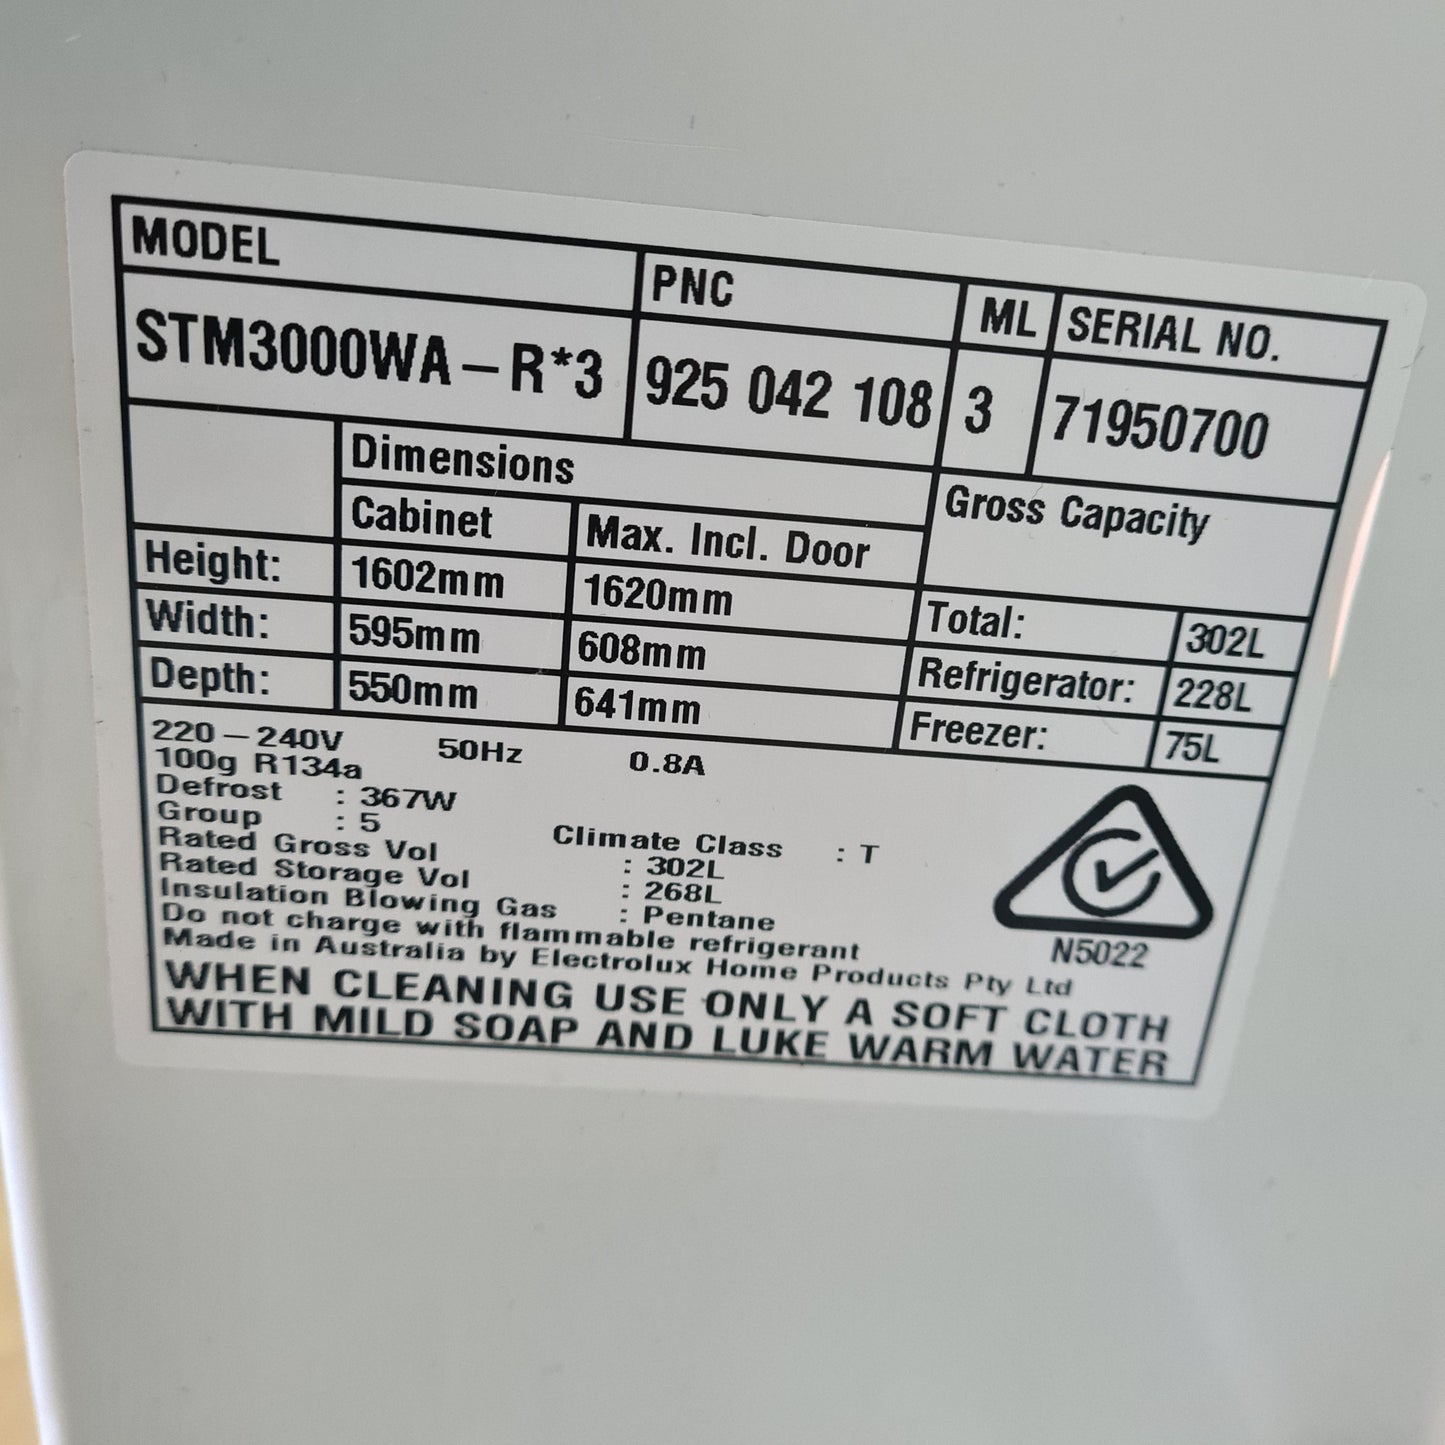 MODEL PNC ML SERIAL NO.
STM3000WA – R*3 925 042 108 3 71950700
Dimensions Gross Capacity
Cabinet Max. Incl. Door
Height: 1602mm 1620mm Total: 302L
Width: 595mm 608mm Refrigerator: 228L
Depth: 550mm 641mm Freezer: 75L
220 – 240V 50Hz 0.8A
100g R134a
Defrost : 367W
Group : 5 Climate Class : T
Rated Gross Vol : 302L
Rated Storage Vol : 268L
Insulation Blowing Gas : Pentane
Do not charge with flammable refrigerant
Made in Australia by Electrolux Home Products Pty Ltd
N5022
WHEN CLEANING USE ONLY A SOFT CLOTH
WITH MILD SOAP AND LUKE WARM WATER